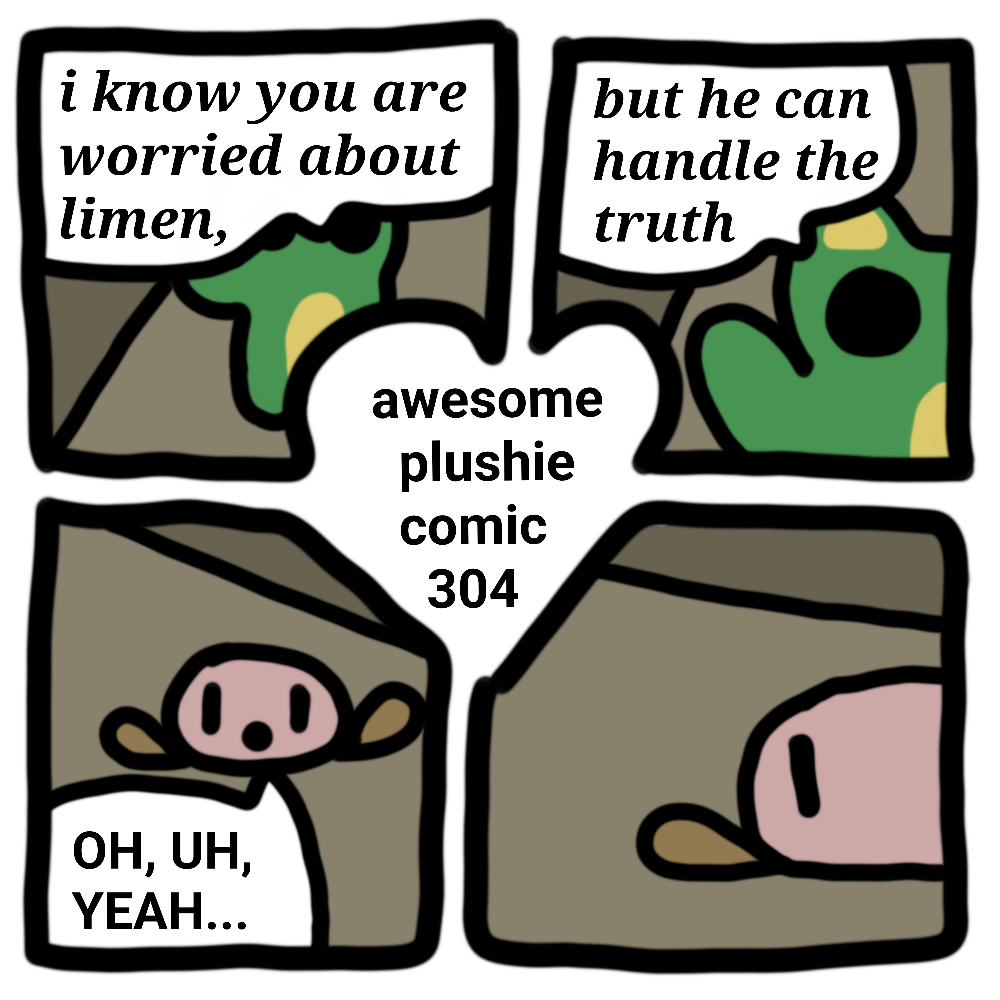 i know you are
worried about
limen,
but he can
handle the
truth
awesome
plushie
comic
304
OH, UH,
YEAH...